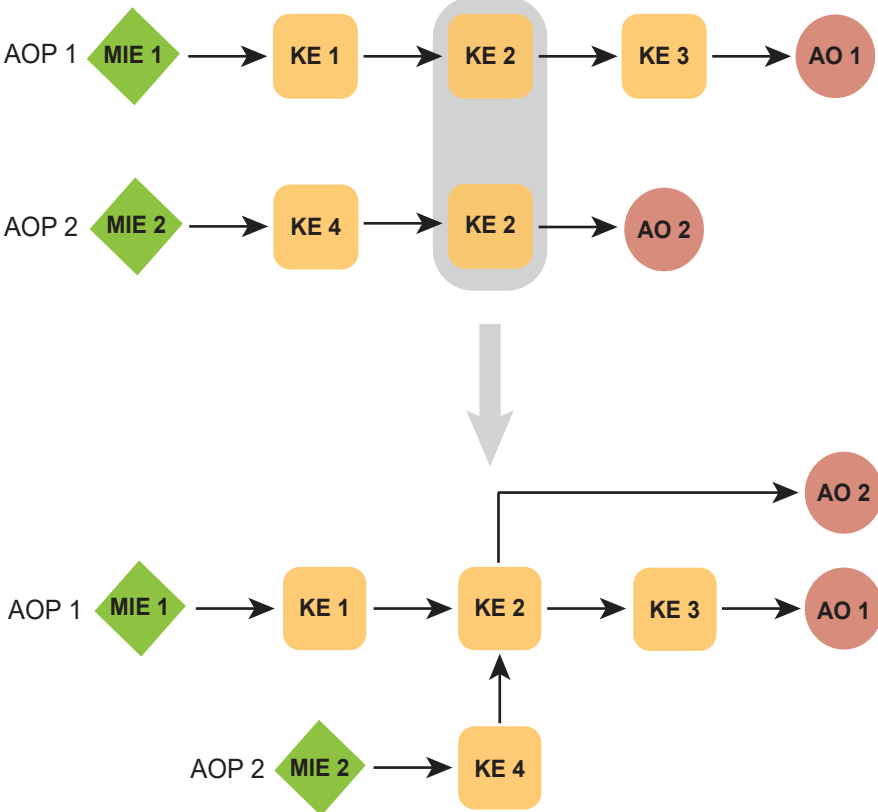 AOP 1 MIE 1 KE 1 KE 2 KE 3 AO 1
AOP 2 MIE 2 KE 4 KE 2 AO 2
AO 2
AOP 1 MIE 1 KE 1 KE 2 KE 3 AO 1
AOP 2 MIE 2 KE 4